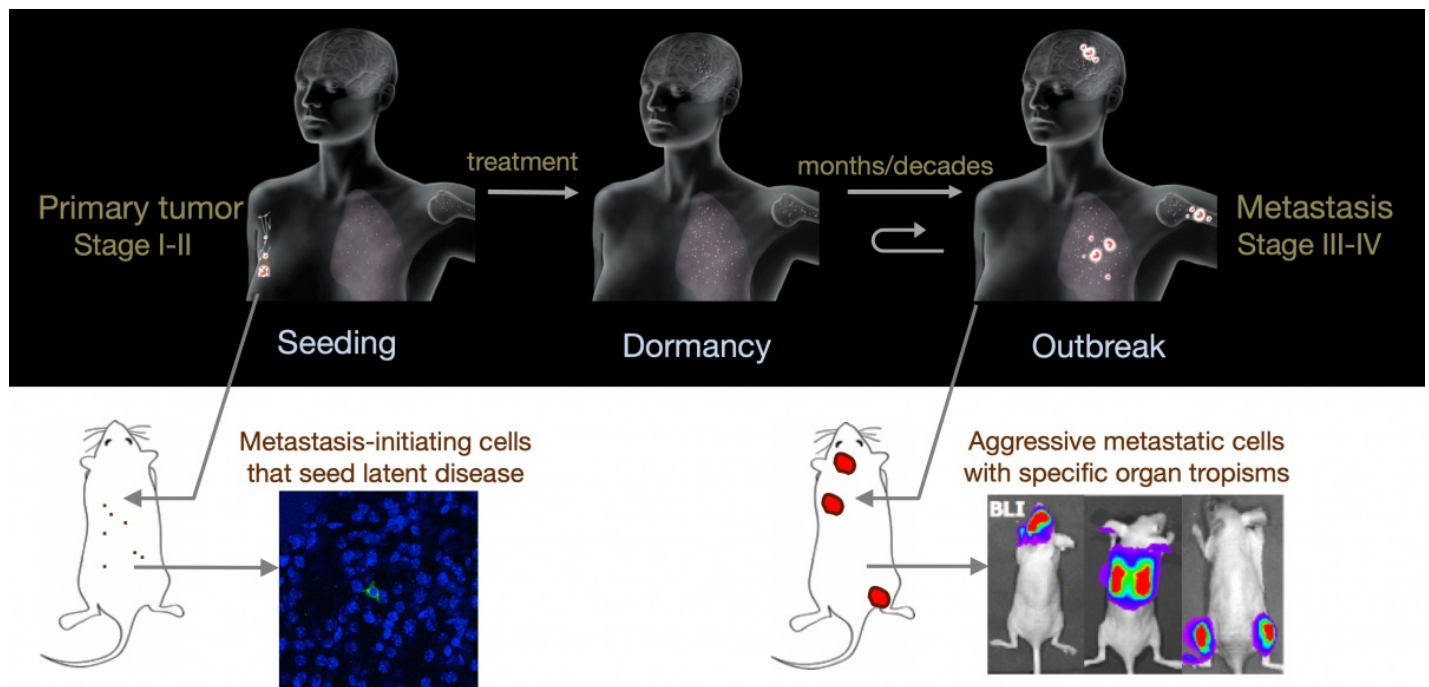 treatment
months/decades
Primary tumor
Stage I-II
Metastasis
Stage III-IV
Seeding
Dormancy
Outbreak
Metastasis-initiating cells
that seed latent disease
Aggressive metastatic cells
with specific organ tropisms
BLI